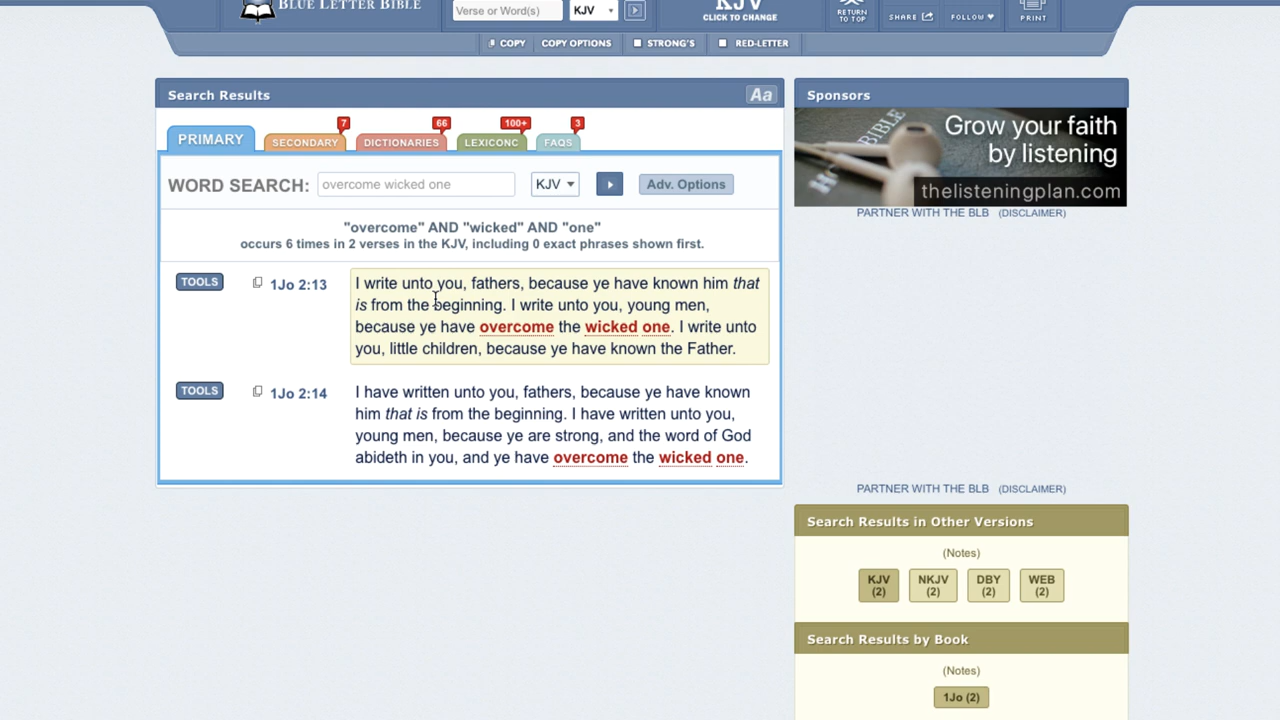 BLUE LETTER BIBLE
Verse or Word(s)
KJV
KJV
CLICK TO CHANGE
RETURN
TO TOP
SHARE
FOLLOW
PRINT
COPY
COPY OPTIONS
STRONG'S
RED-LETTER
Search Results
Aa
PRIMARY
SECONDARY
7
DICTIONARIES
66
LEXICONC
100+
FAQS
3
WORD SEARCH:
overcome wicked one
KJV
Adv. Options
"overcome" AND "wicked" AND "one"
occurs 6 times in 2 verses in the KJV, including 0 exact phrases shown first.
TOOLS
1Jo 2:13
I write unto you, fathers, because ye have known him that
is from the beginning. I write unto you, young men,
because ye have overcome the wicked one. I write unto
you, little children, because ye have known the Father.
TOOLS
1Jo 2:14
I have written unto you, fathers, because ye have known
him that is from the beginning. I have written unto you,
young men, because ye are strong, and the word of God
abideth in you, and ye have overcome the wicked one.
Sponsors
BIBLE
Grow your faith
by listening
thelisteningplan.com
PARTNER WITH THE BLB (DISCLAIMER)
PARTNER WITH THE BLB (DISCLAIMER)
Search Results in Other Versions
(Notes)
KJV
(2)
NKJV
(2)
DBY
(2)
WEB
(2)
Search Results by Book
(Notes)
1Jo (2)